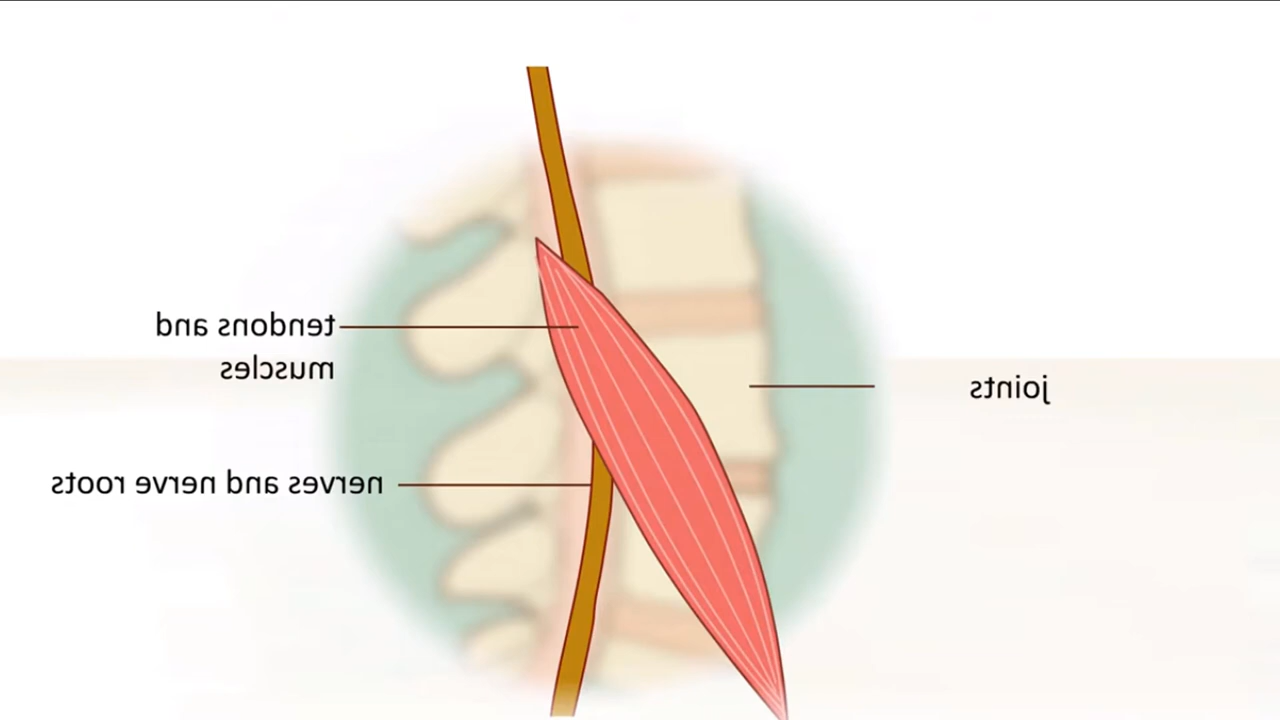 tendons and
muscles
joints
nerves and nerve roots